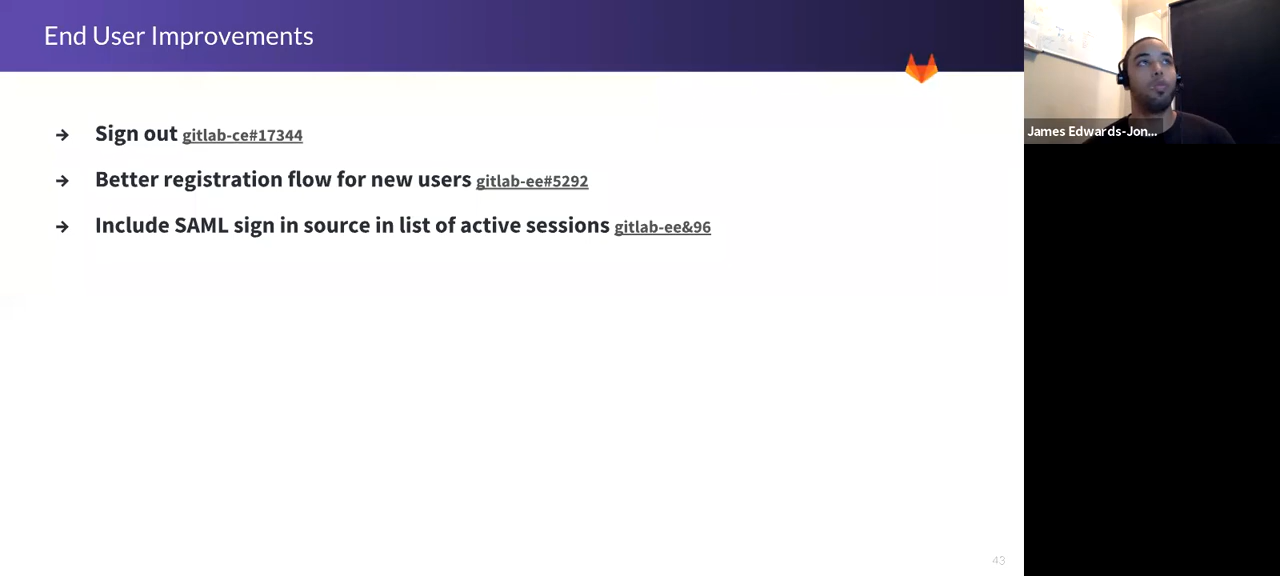 End User Improvements
→ Sign out gitlab-ce#17344
→ Better registration flow for new users gitlab-ee#5292
→ Include SAML sign in source in list of active sessions gitlab-ee&96
James Edwards-Jon...
43